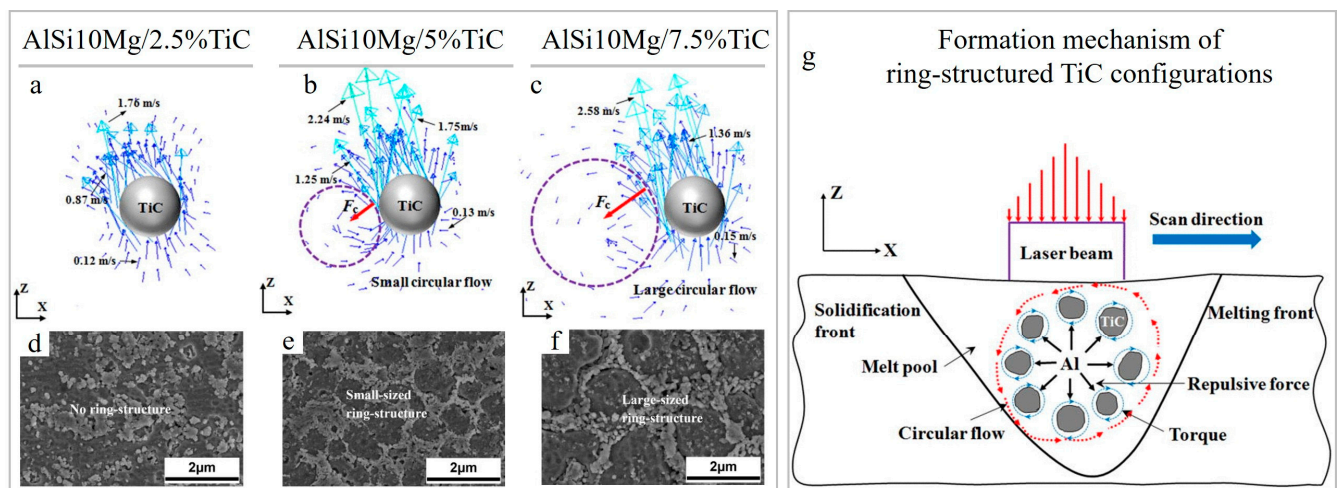 AlSi10Mg/2.5%TiC
AlSi10Mg/5%TiC
AlSi10Mg/7.5%TiC
a
1.76 m/s
0.87 m/s
TiC
0.12 m/s
Z
X
b
2.24 m/s
1.75m/s
1.25 m/s
Fc
TiC
0.13 m/s
Small circular flow
Z
X
c
2.58 m/s
1.36 m/s
Fc
TiC
0.15 m/s
Large circular flow
Z
X
d
No ring-structure
2μm
e
Small-sized
ring-structure
2μm
f
Large-sized
ring-structure
2μm
g
Formation mechanism of
ring-structured TiC configurations
Z
X
Scan direction
Laser beam
Solidification
front
Melting front
TiC
Melt pool
Al
Repulsive force
Circular flow
Torque